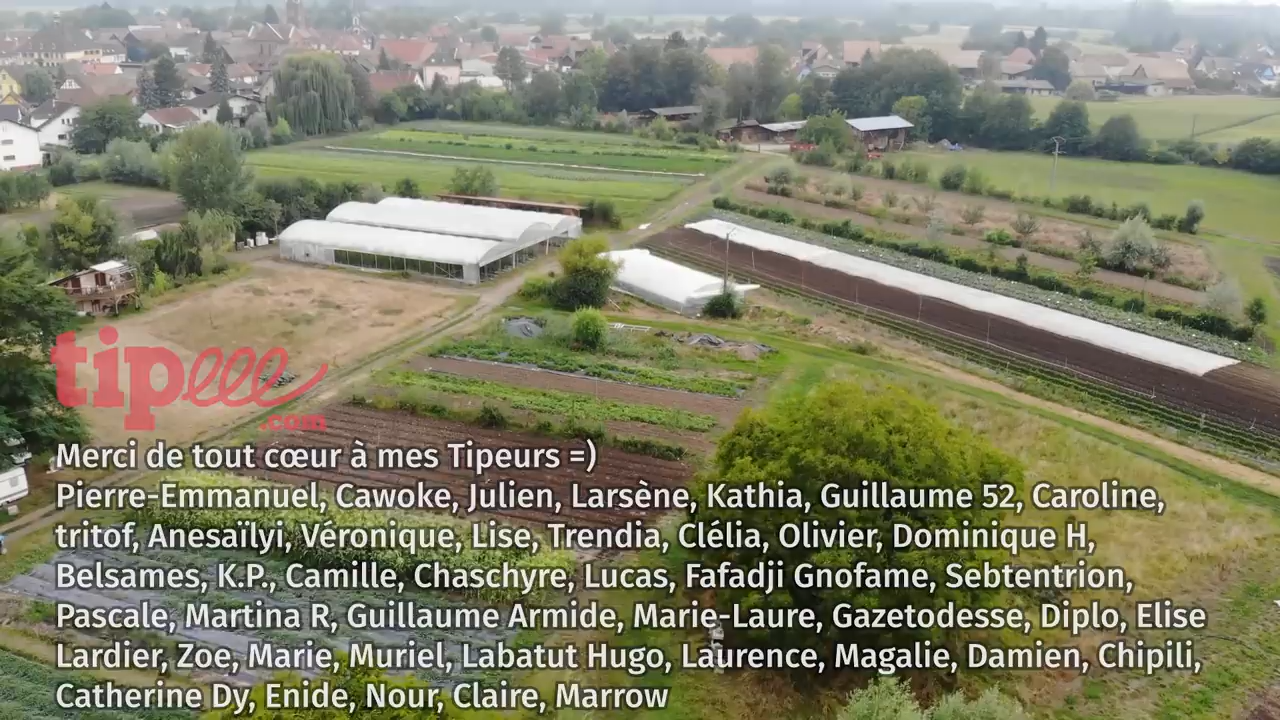 tipeee
.com
Merci de tout cœur à mes Tipeurs =)
Pierre-Emmanuel, Cawoke, Julien, Larsène, Kathia, Guillaume 52, Caroline,
tritof, Anesaïlyi, Véronique, Lise, Trendia, Clélia, Olivier, Dominique H,
Belsames, K.P., Camille, Chaschyre, Lucas, Fafadji Gnofame, Sebtentrion,
Pascale, Martina R, Guillaume Armide, Marie-Laure, Gazetodesse, Diplo, Elise
Lardier, Zoe, Marie, Muriel, Labatut Hugo, Laurence, Magalie, Damien, Chipili,
Catherine Dy, Enide, Nour, Claire, Marrow